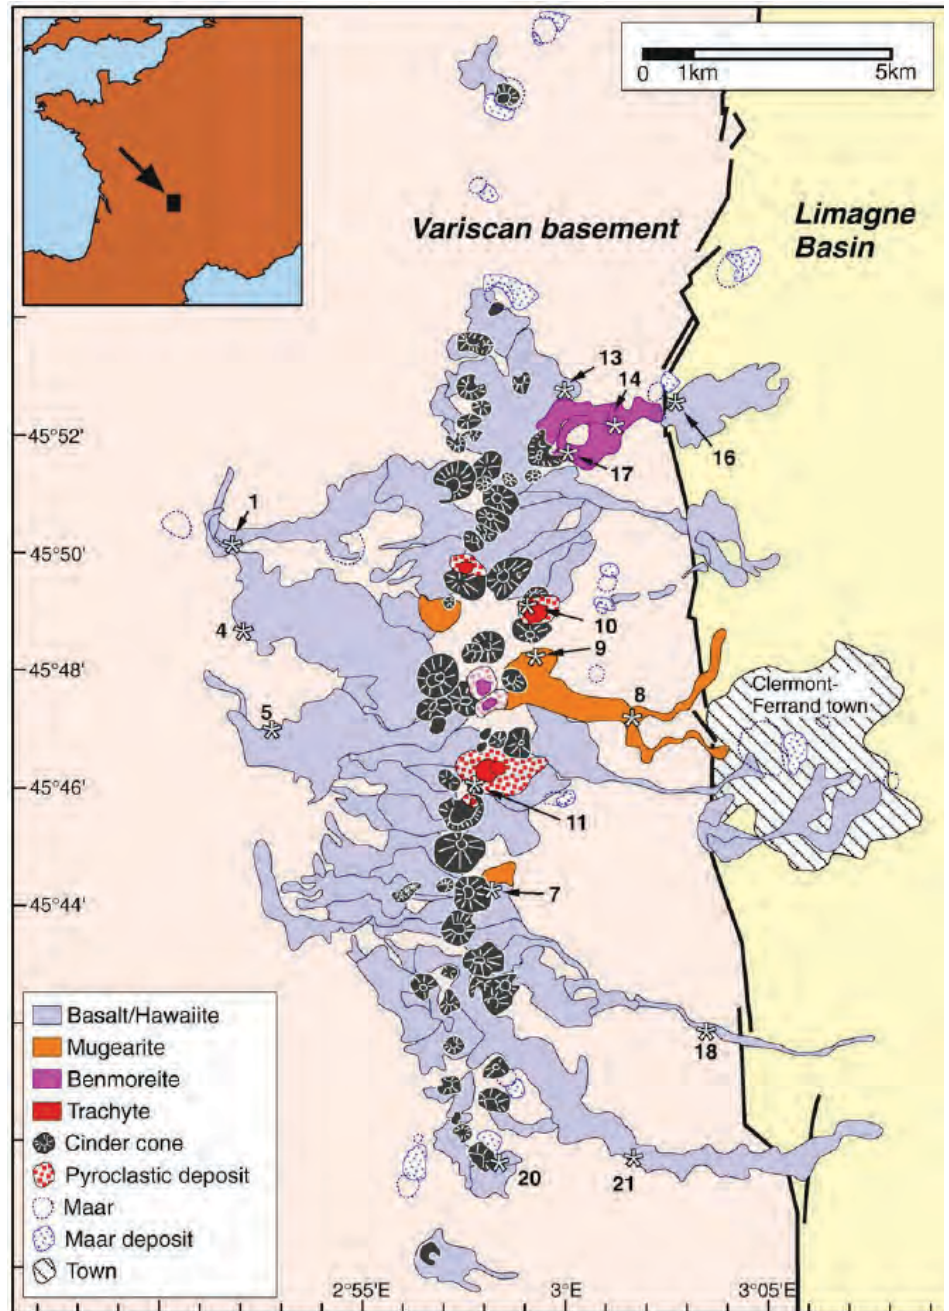 0 1km 5km
Variscan basement
Limagne
Basin
13
14
45°52'
16
17
1
45°50'
10
4
9
45°48'
8
Clermont-
Ferrand town
5
45°46'
11
7
45°44'
Basalt/Hawaiite
Mugearite
18
Benmoreite
Trachyte
Cinder cone
Pyroclastic deposit
20
21
Maar
Maar deposit
Town
2°55'E
3°E
3°05'E